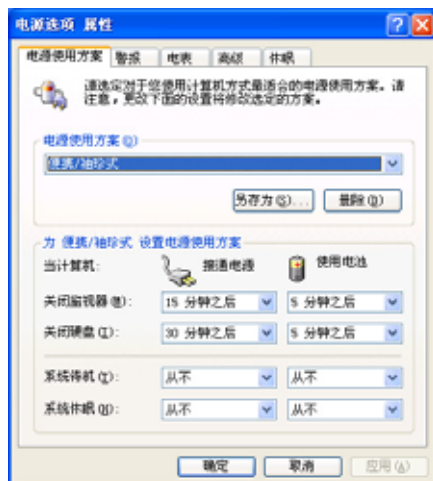 电源选项 属性
电源使用方案 警报 电表 高级 休眠
请选定对于您使用计算机方式最适合的电源使用方案。请
注意，更改下面的设置将修改选定的方案。
电源使用方案(O)
便携/袖珍式
另存为(S)... 删除(D)
为 便携/袖珍式 设置电源使用方案
当计算机: 接通电源 使用电池
关闭监视器(M): 15 分钟之后 5 分钟之后
关闭硬盘(I): 30 分钟之后 5 分钟之后
系统待机(T): 从不 从不
系统休眠(H): 从不 从不
确定 取消 应用(A)